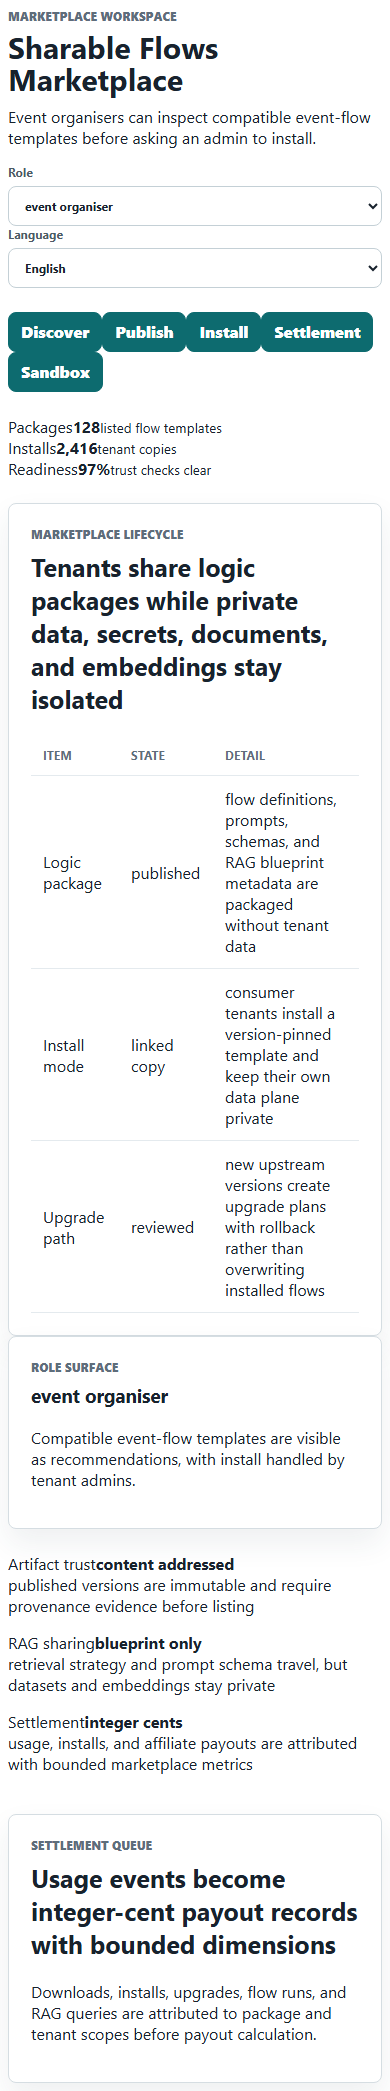 MARKETPLACE WORKSPACE
Sharable Flows
Marketplace
Event organisers can inspect compatible event-flow
templates before asking an admin to install.
Role
event organiser
Language
English
Discover Publish Install Settlement
Sandbox
Packages128listed flow templates
Installs2,416tenant copies
Readiness97%trust checks clear
MARKETPLACE LIFECYCLE
Tenants share logic
packages while private
data, secrets, documents,
and embeddings stay
isolated
ITEM STATE DETAIL
Logic
package
published
flow definitions,
prompts,
schemas, and
RAG blueprint
metadata are
packaged
without tenant
data
Install
mode
linked
copy
consumer
tenants install a
version-pinned
template and
keep their own
data plane
private
Upgrade
path
reviewed
new upstream
versions create
upgrade plans
with rollback
rather than
overwriting
installed flows
ROLE SURFACE
event organiser
Compatible event-flow templates are visible
as recommendations, with install handled by
tenant admins.
Artifact trustcontent addressed
published versions are immutable and require
provenance evidence before listing
RAG sharingblueprint only
retrieval strategy and prompt schema travel, but
datasets and embeddings stay private
Settlementinteger cents
usage, installs, and affiliate payouts are attributed
with bounded marketplace metrics
SETTLEMENT QUEUE
Usage events become
integer-cent payout records
with bounded dimensions
Downloads, installs, upgrades, flow runs, and
RAG queries are attributed to package and
tenant scopes before payout calculation.